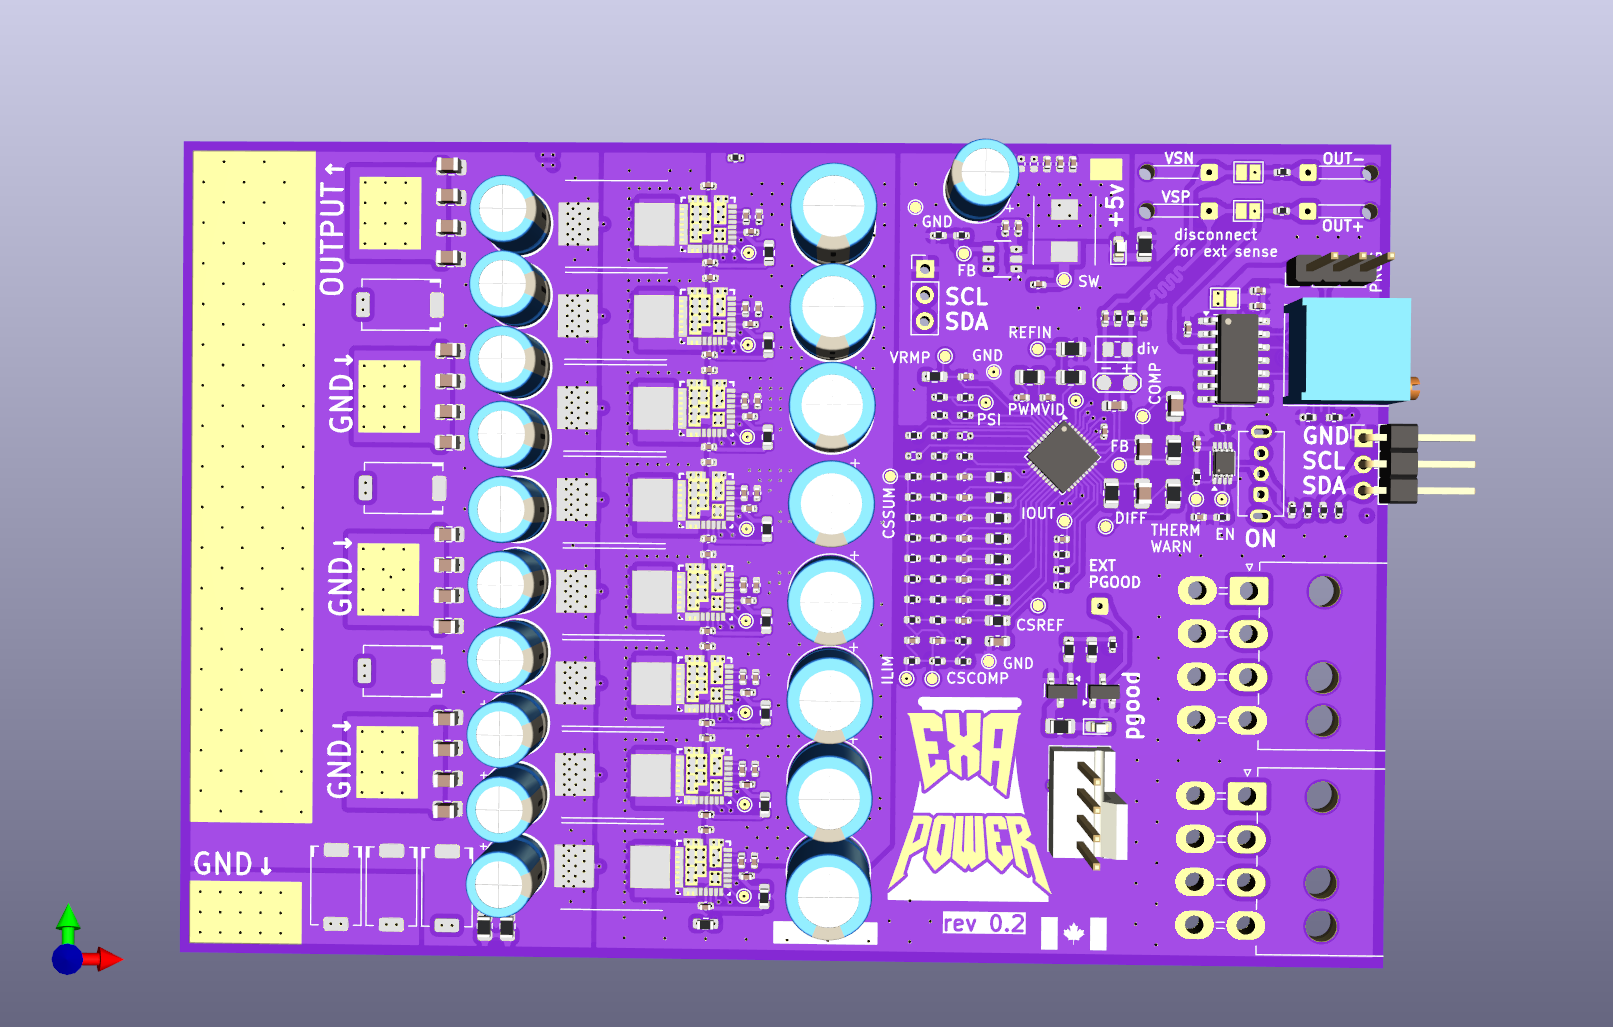 OUTPUT↑
GND↓
GND↓
GND↓
GND↓
GND
FB
SCL
SDA
+5v
SW
VSN
OUT-
VSP
OUT+
disconnect
for ext sense
REFIN
div
VRMP
GND
- +
COMP
PSI
PWMVID
FB
CSSUM
IOUT
DIFF
THERM
WARN
EN
ON
GND
SCL
SDA
EXT
PGOOD
CSREF
ILIM
GND
CSCOMP
pgood
EXA
POWER
rev 0.2